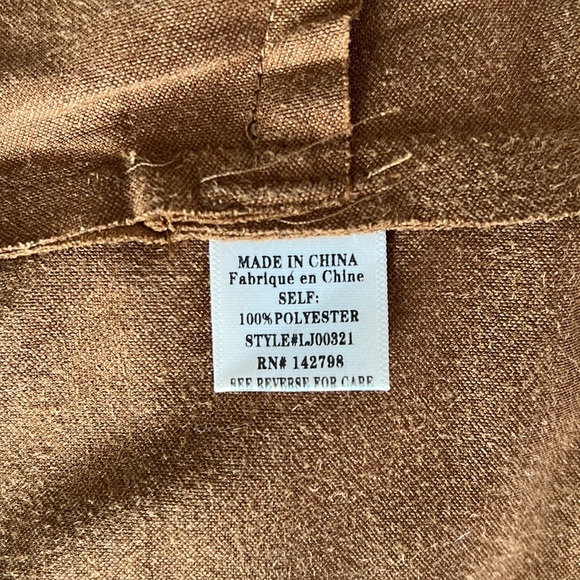 MADE IN CHINA
Fabriqué en Chine
SELF:
100%POLYESTER
STYLE#LJ00321
RN# 142798
SEE REVERSE FOR CARE